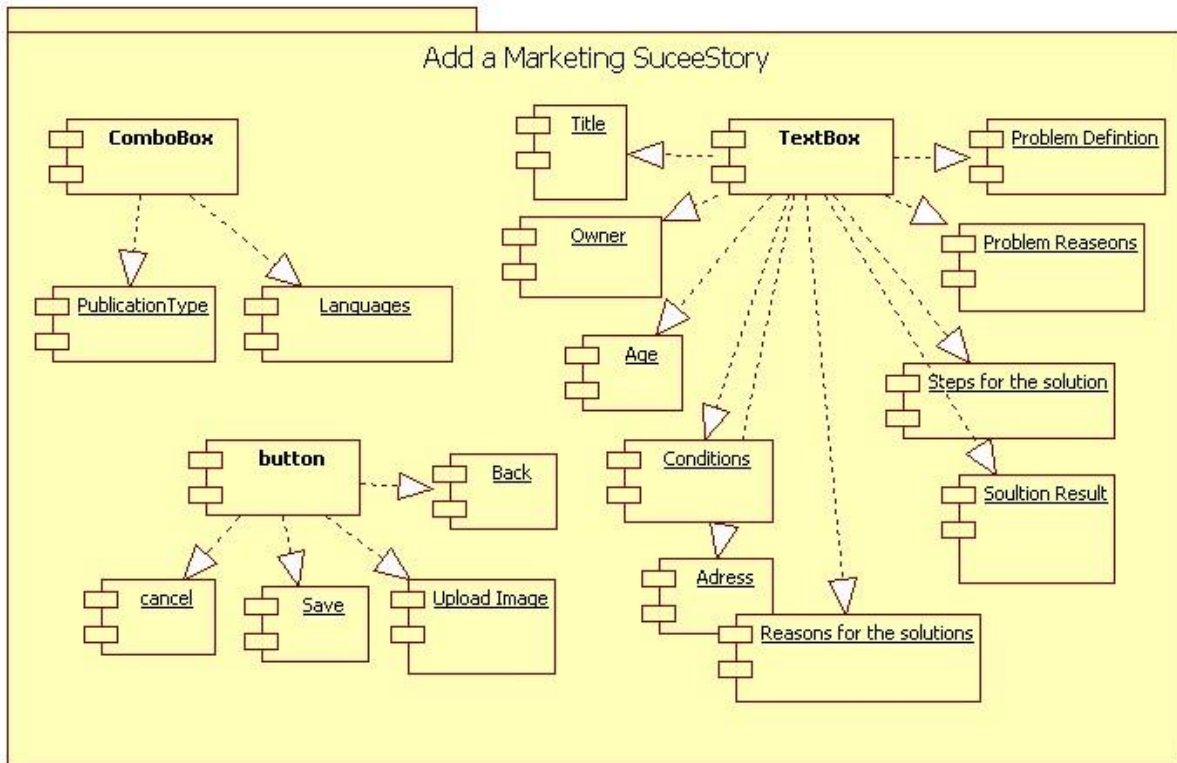 Add a Marketing SuceeStory
ComboBox
PublicationType
Languages
Title
TextBox
Problem Defintion
Owner
Problem Reaseons
Age
Steps for the solution
Conditions
Soultion Result
Adress
Reasons for the solutions
button
Back
cancel
Save
Upload Image